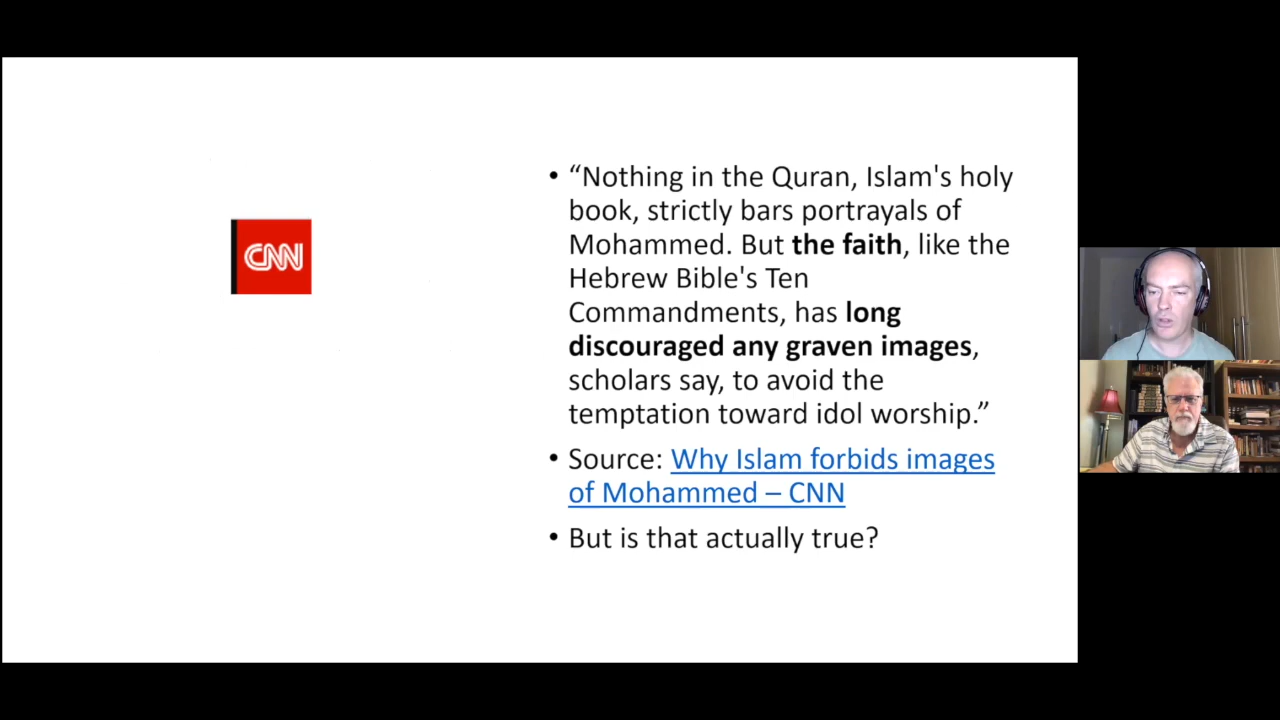 CNN
• “Nothing in the Quran, Islam's holy
book, strictly bars portrayals of
Mohammed. But the faith, like the
Hebrew Bible's Ten
Commandments, has long
discouraged any graven images,
scholars say, to avoid the
temptation toward idol worship.”
• Source: Why Islam forbids images
of Mohammed – CNN
• But is that actually true?